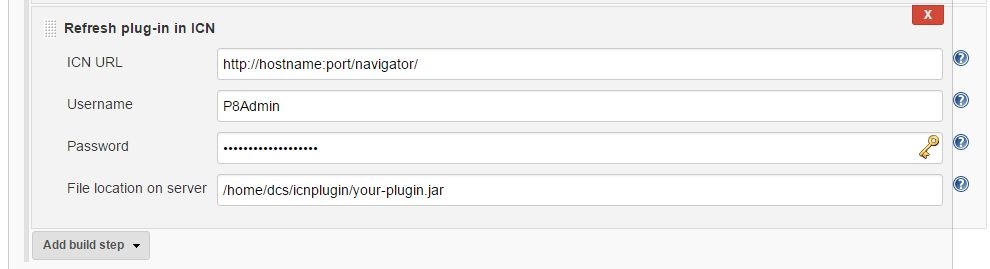 X
Refresh plug-in in ICN
ICN URL
http://hostname:port/navigator/
Username
P8Admin
Password
•••••••••••••••••••
File location on server
/home/dcs/icnplugin/your-plugin.jar
Add build step